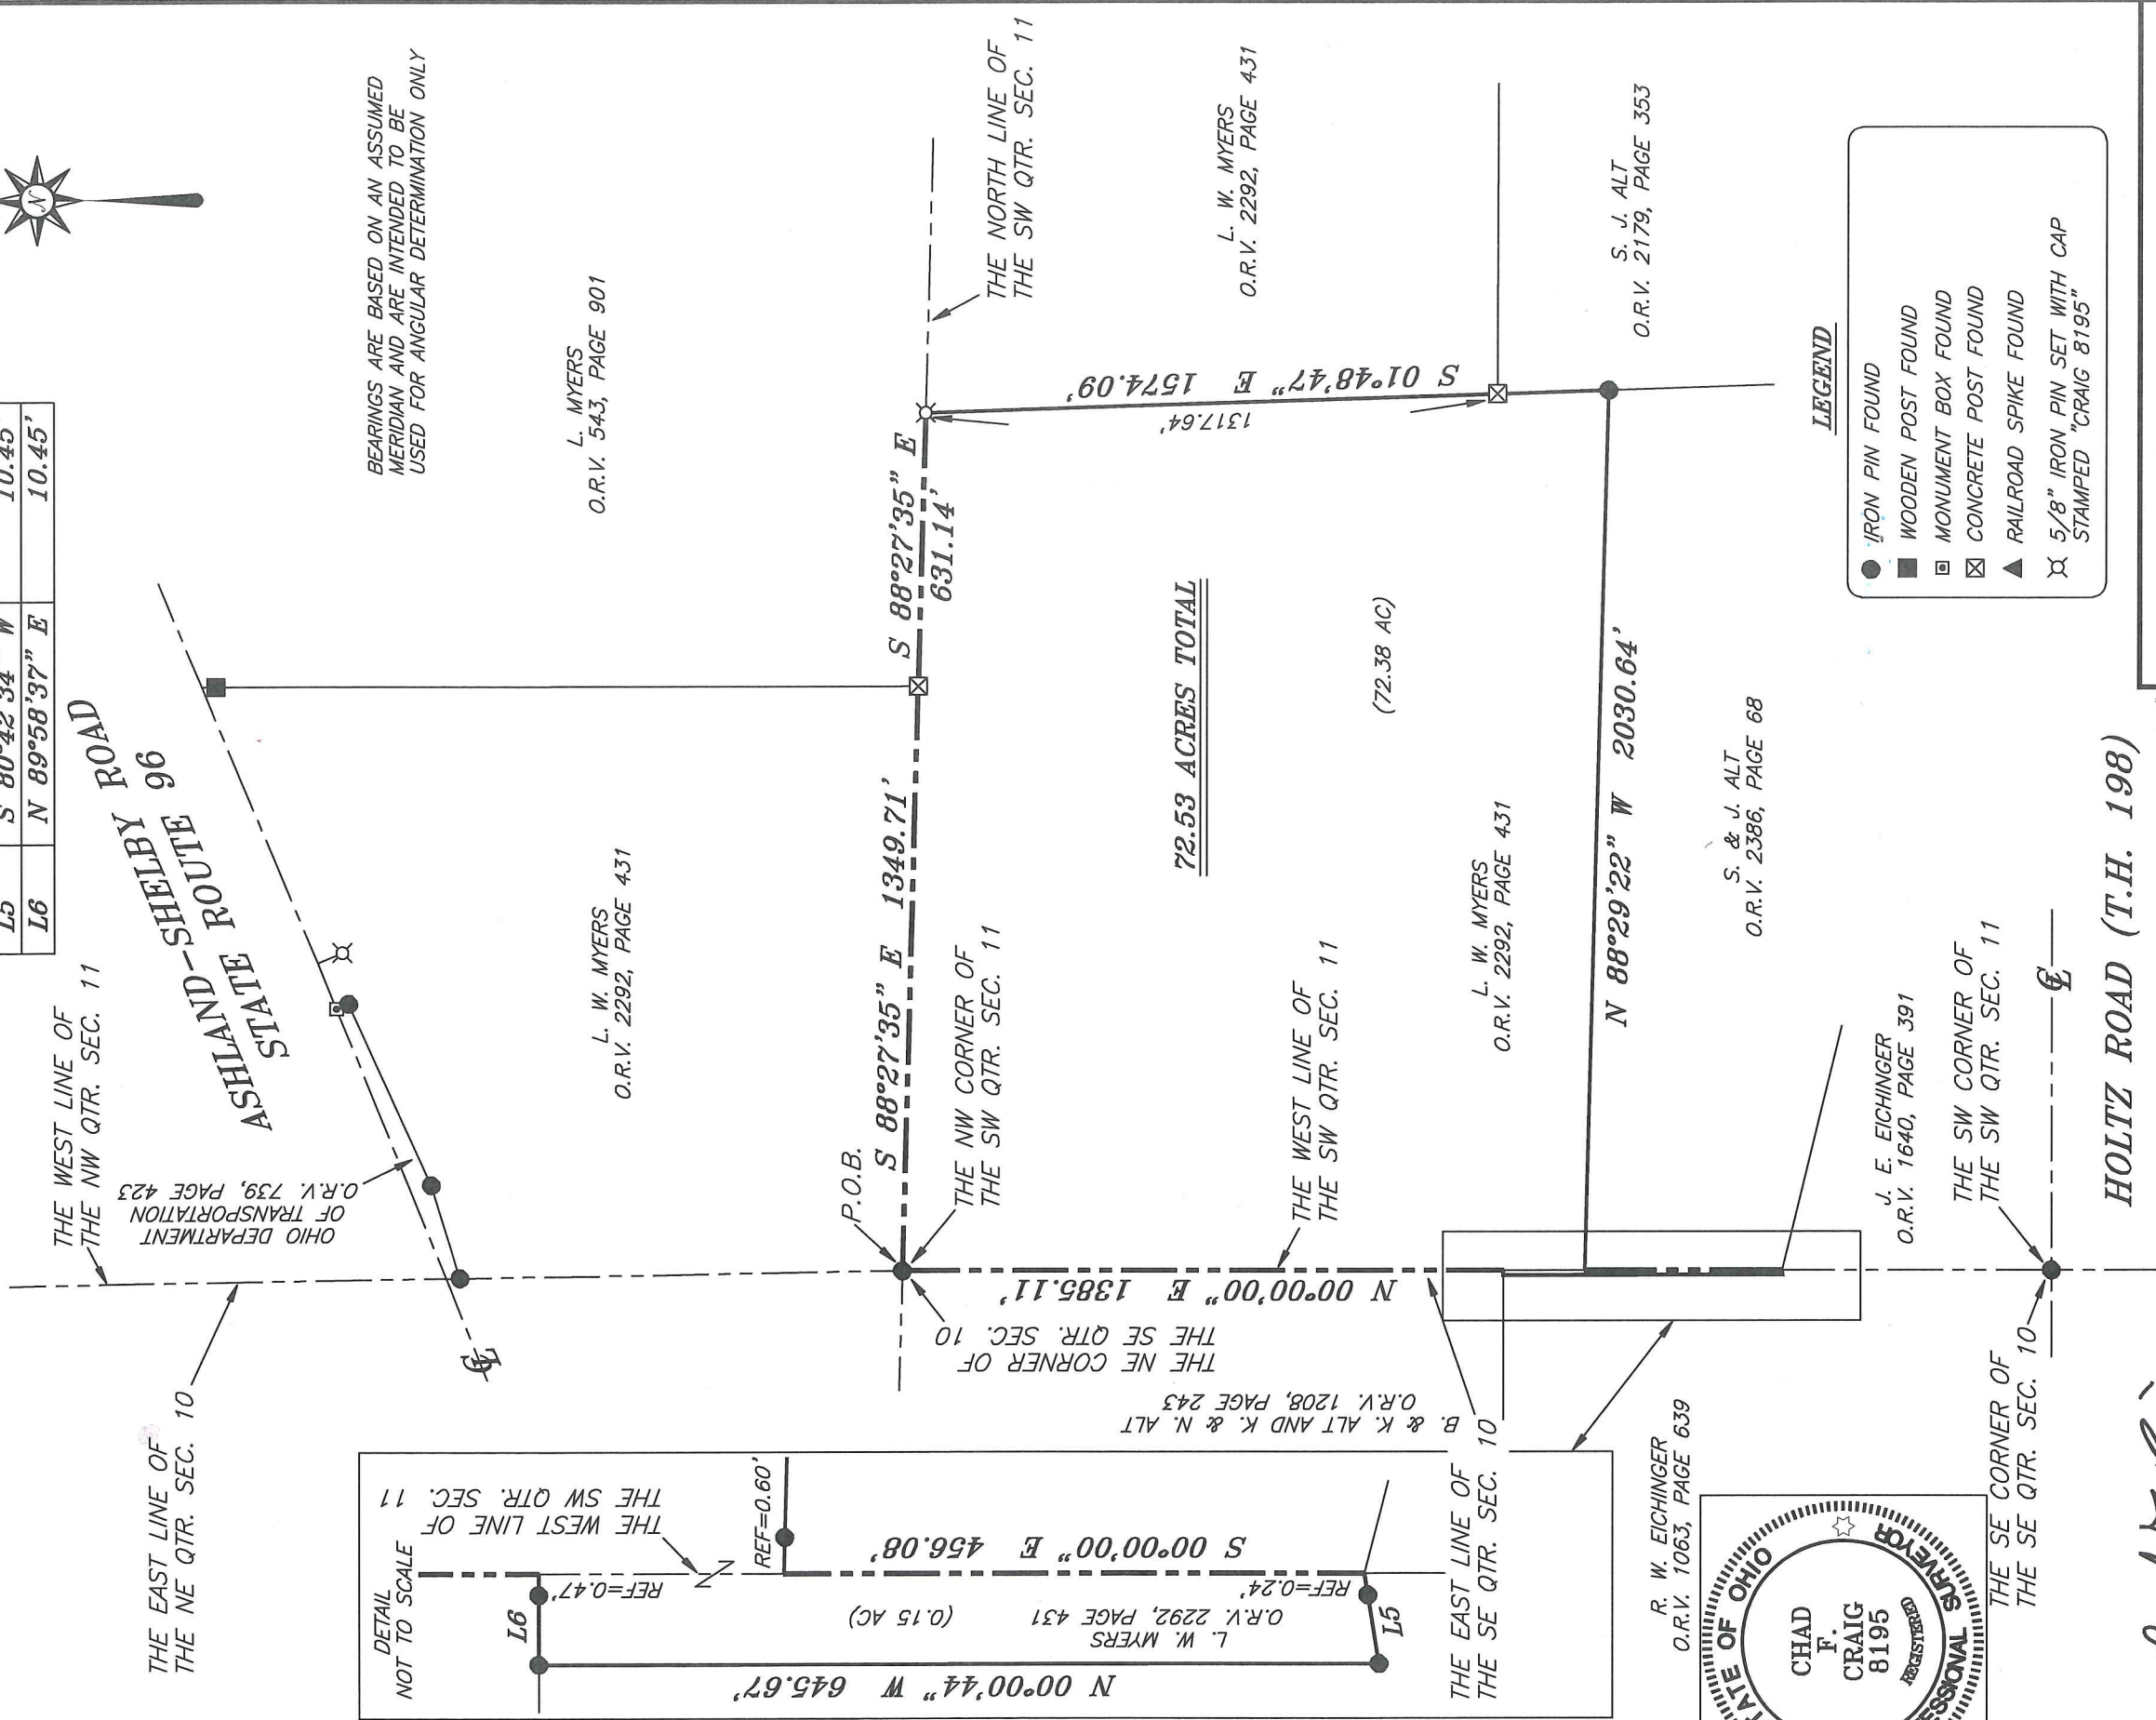 L5 S 80°42'34" W 10.45'
L6 N 89°58'37" E 10.45'
N
BEARINGS ARE BASED ON AN ASSUMED
MERIDIAN AND ARE INTENDED TO BE
USED FOR ANGULAR DETERMINATION ONLY
THE WEST LINE OF
THE NW QTR. SEC. 11
ASHLAND-SHELBY ROAD
STATE ROUTE 96
OHIO DEPARTMENT
OF TRANSPORTATION
O.R.V. 739, PAGE 423
THE EAST LINE OF
THE NE QTR. SEC. 10
CL
L. MYERS
O.R.V. 543, PAGE 901
L. W. MYERS
O.R.V. 2292, PAGE 431
P.O.B.
S 88°27'35" E 1349.71'
S 88°27'35" E
631.14'
THE NORTH LINE OF
THE SW QTR. SEC. 11
THE NW CORNER OF
THE SW QTR. SEC. 11
THE NE CORNER OF
THE SE QTR. SEC. 10
N 00°00'00" E 1385.11'
THE WEST LINE OF
THE SW QTR. SEC. 11
72.53 ACRES TOTAL
(72.38 AC)
S 01°48'47" E 1574.09'
1317.64'
L. W. MYERS
O.R.V. 2292, PAGE 431
S. J. ALT
O.R.V. 2179, PAGE 353
L. W. MYERS
O.R.V. 2292, PAGE 431
N 88°29'22" W 2030.64'
S. & J. ALT
O.R.V. 2386, PAGE 68
B. & K. ALT AND K. & N. ALT
O.R.V. 1208, PAGE 243
THE EAST LINE OF
THE SE QTR. SEC. 10
DETAIL
NOT TO SCALE
THE WEST LINE OF
THE SW QTR. SEC. 11
L6
REF=0.47'
REF=0.60'
S 00°00'00" E 456.08'
REF=0.24'
L. W. MYERS
O.R.V. 2292, PAGE 431
(0.15 AC)
L5
N 00°00'44" W 645.67'
R. W. EICHINGER
O.R.V. 1063, PAGE 639
J. E. EICHINGER
O.R.V. 1640, PAGE 391
THE SW CORNER OF
THE SW QTR. SEC. 11
THE SE CORNER OF
THE SE QTR. SEC. 10
CL
HOLTZ ROAD (T.H. 198)
LEGEND
IRON PIN FOUND
WOODEN POST FOUND
MONUMENT BOX FOUND
CONCRETE POST FOUND
RAILROAD SPIKE FOUND
5/8" IRON PIN SET WITH CAP
STAMPED "CRAIG 8195"
STATE OF OHIO
CHAD
F.
CRAIG
8195
REGISTERED
SURVEYOR